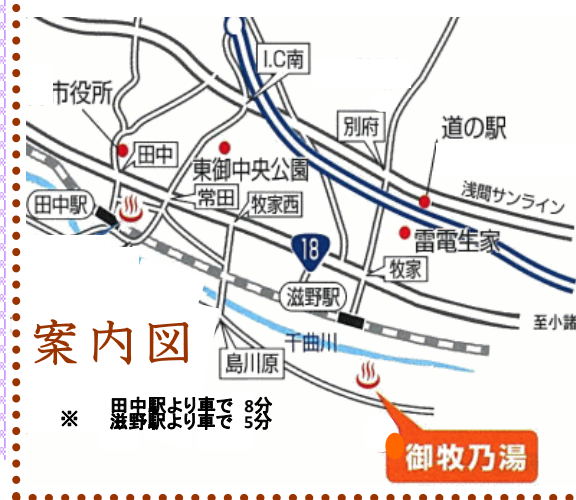 I.C南
市役所
別府
道の駅
田中
東御中央公園
浅間サンライン
常田
田中駅
牧家西
雷電生家
18
牧家
滋野駅
至小諸
千曲川
案内図
島川原
※ 田中駅より車で 8分
滋野駅より車で 5分
御牧乃湯